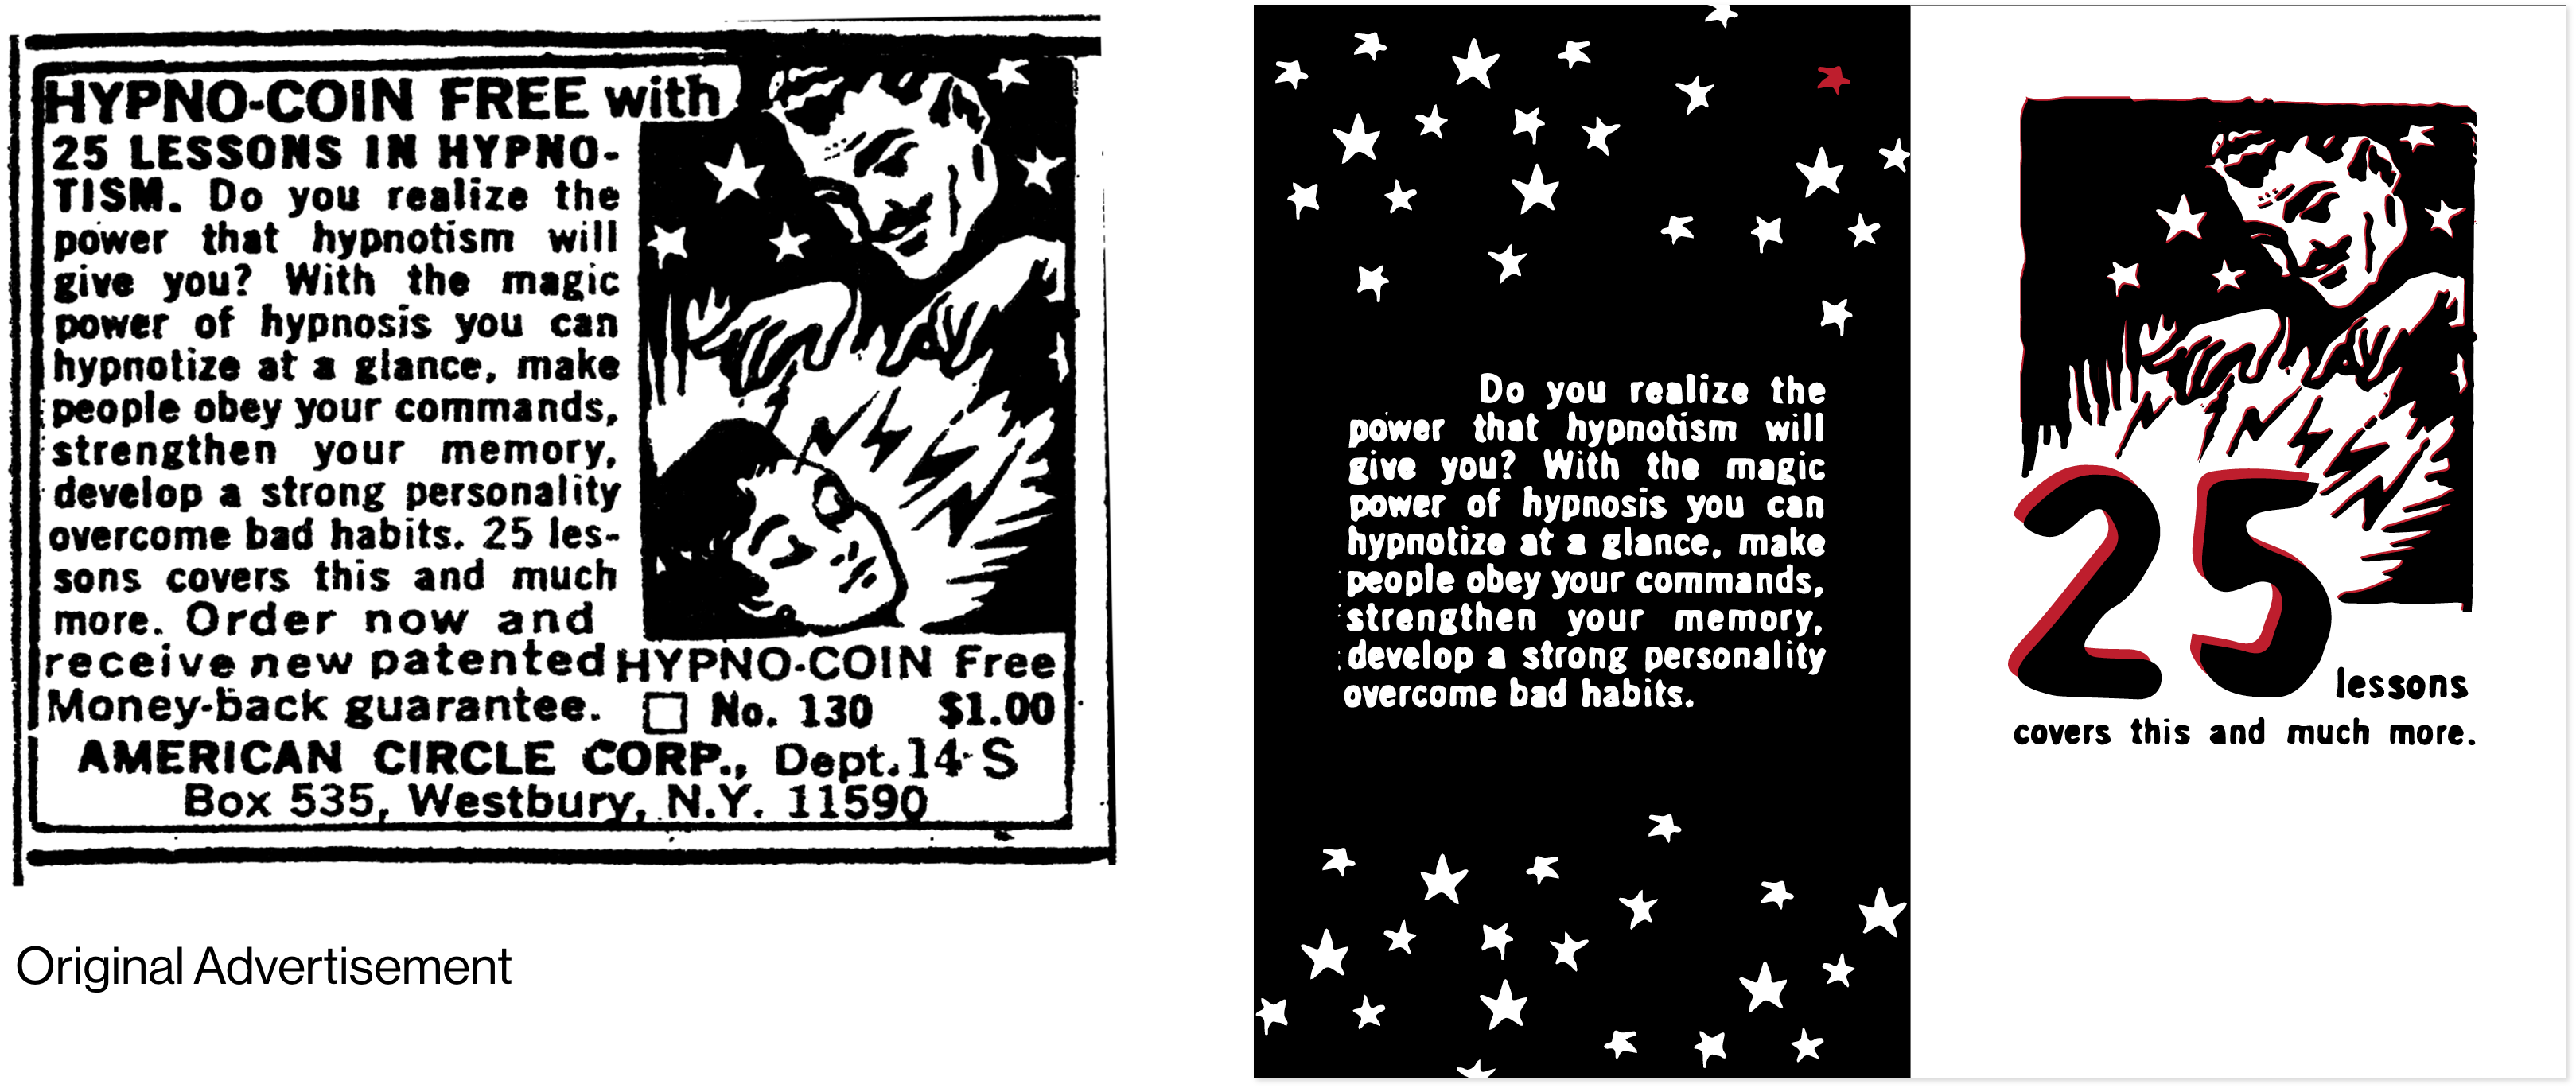 HYPNO-COIN FREE with
25 LESSONS IN HYPNO-
TISM. Do you realize the
power that hypnotism will
give you? With the magic
power of hypnosis you can
hypnotize at a glance, make
people obey your commands,
strengthen your memory,
develop a strong personality
overcome bad habits. 25 les-
sons covers this and much
more. Order now and
receive new patented HYPNO-COIN Free
Money-back guarantee. No. 130 $1.00
AMERICAN CIRCLE CORP., Dept. 14-S
Box 535, Westbury, N.Y. 11590
Original Advertisement
Do you realize the
power that hypnotism will
give you? With the magic
power of hypnosis you can
hypnotize at a glance, make
people obey your commands,
strengthen your memory,
develop a strong personality
overcome bad habits.
25 lessons
covers this and much more.